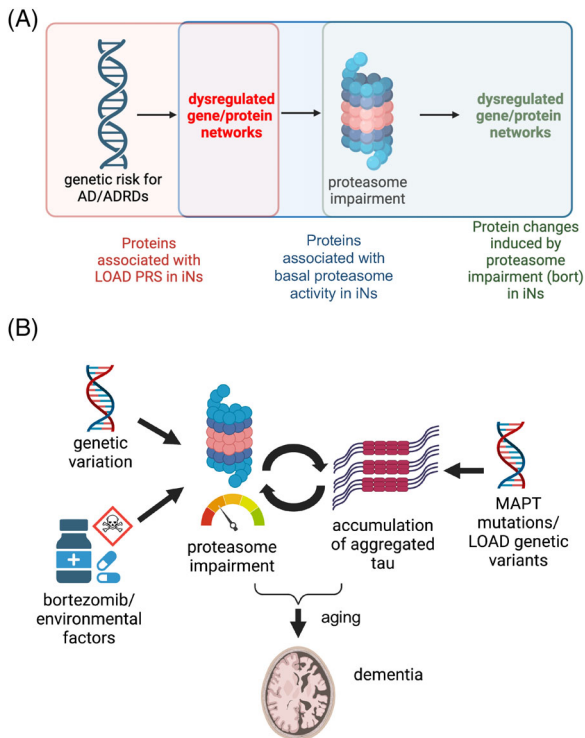 (A)
dysregulated
gene/protein
networks
dysregulated
gene/protein
networks
genetic risk for
AD/ADRDs
proteasome
impairment
Proteins
associated with
LOAD PRS in iNs
Proteins
associated with
basal proteasome
activity in iNs
Protein changes
induced by
proteasome
impairment (bort)
in iNs
(B)
genetic
variation
bortezomib/
environmental
factors
proteasome
impairment
accumulation
of aggregated
tau
MAPT
mutations/
LOAD genetic
variants
aging
dementia